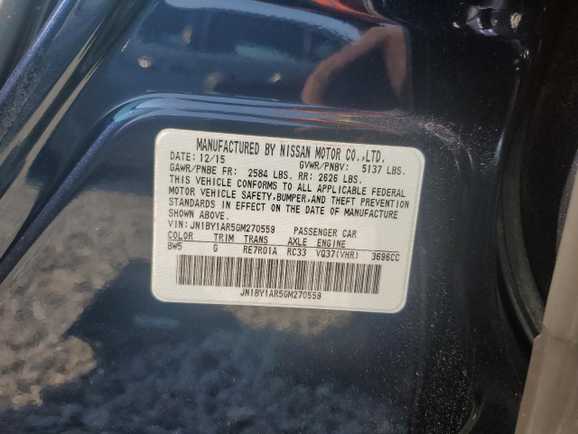 MANUFACTURED BY NISSAN MOTOR CO.,LTD.
DATE: 12/15 GVWR/PNBV: 5137 LBS.
GAWR/PNBE FR: 2584 LBS. RR: 2626 LBS.
THIS VEHICLE CONFORMS TO ALL APPLICABLE FEDERAL
MOTOR VEHICLE SAFETY,BUMPER,AND THEFT PREVENTION
STANDARDS IN EFFECT ON THE DATE OF MANUFACTURE
SHOWN ABOVE.
VIN: JN1BY1AR5GM270559 PASSENGER CAR
COLOR TRIM TRANS AXLE ENGINE
BW5 G RE7R01A RC33 VQ37(VHR) 3696CC
JN1BY1AR5GM270559